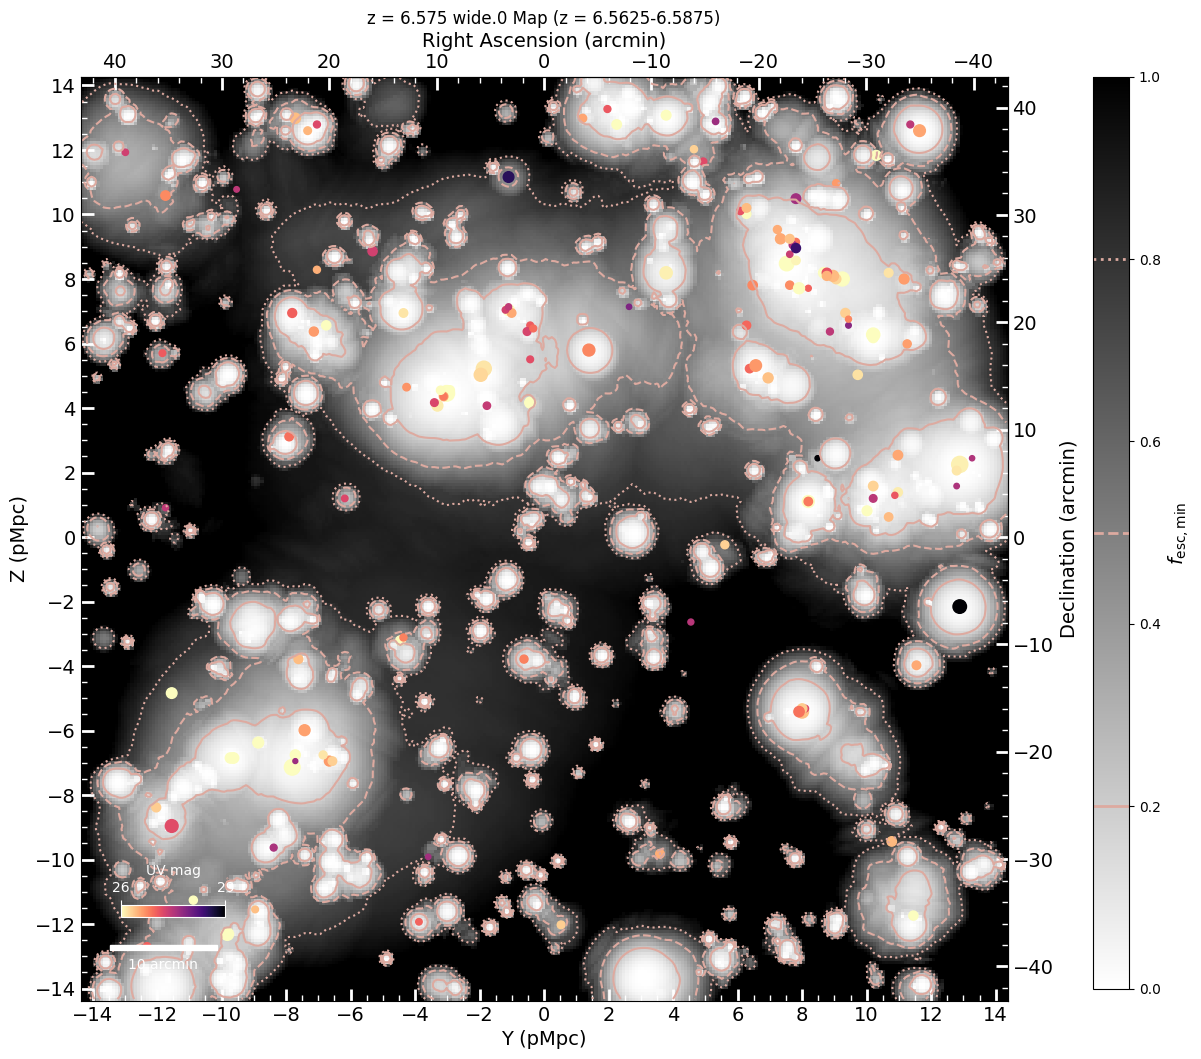 z = 6.575 wide.0 Map (z = 6.5625-6.5875)
Right Ascension (arcmin)
40 30 20 10 0 −10 −20 −30 −40
14 12 10 8 6 4 2 0 −2 −4 −6 −8 −10 −12 −14
Z (pMpc)
40 30 20 10 0 −10 −20 −30 −40
Declination (arcmin)
1.0 0.8 0.6 0.4 0.2 0.0
fesc,min
UV mag
26 29
10 arcmin
−14 −12 −10 −8 −6 −4 −2 0 2 4 6 8 10 12 14
Y (pMpc)